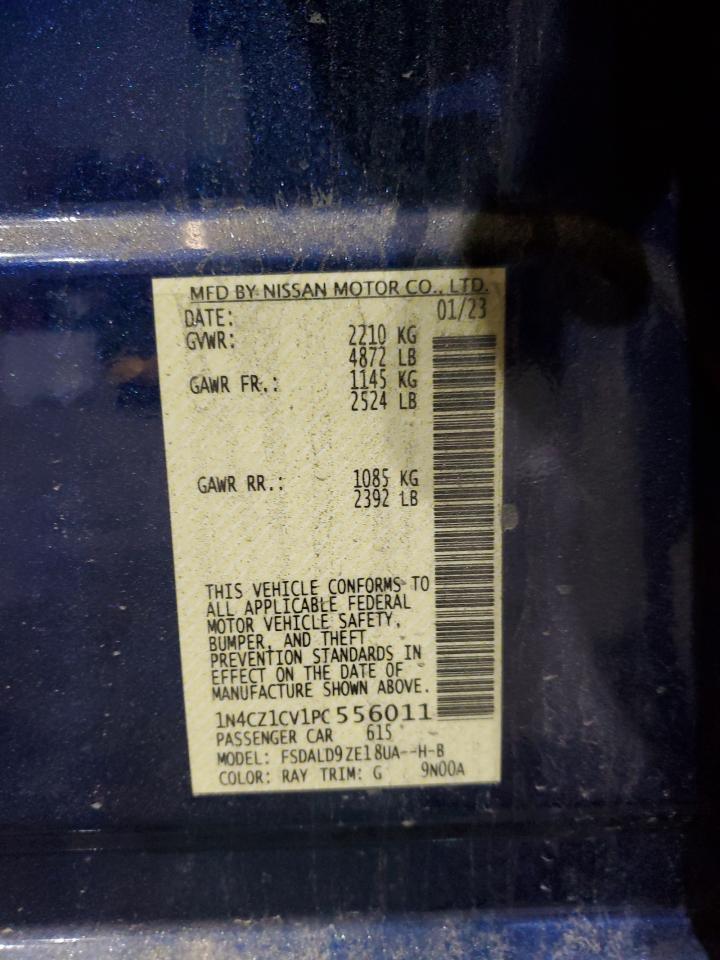 MFD BY NISSAN MOTOR CO., LTD.
DATE: 01/23
GVWR: 2210 KG
4872 LB
GAWR FR.: 1145 KG
2524 LB
GAWR RR.: 1085 KG
2392 LB
THIS VEHICLE CONFORMS TO
ALL APPLICABLE FEDERAL
MOTOR VEHICLE SAFETY,
BUMPER, AND THEFT
PREVENTION STANDARDS IN
EFFECT ON THE DATE OF
MANUFACTURE SHOWN ABOVE.
1N4CZ1CV1PC556011
PASSENGER CAR 615
MODEL: FSDALD9ZE18UA--H-B
COLOR: RAY TRIM: G 9N00A